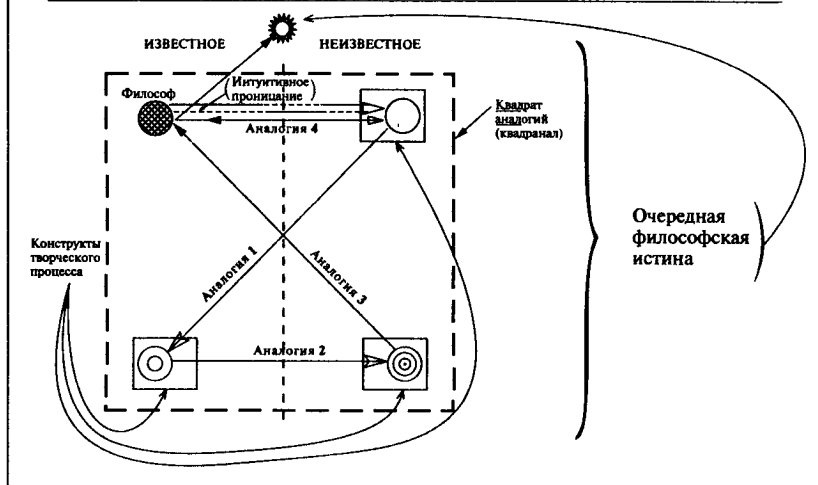 ИЗВЕСТНОЕ
НЕИЗВЕСТНОЕ
Философ
(Интуитивное
проницание)
Аналогия 4
Квадрат
аналогий
(квадранал)
Очередная
философская
истина
Конструкты
творческого
процесса
Аналогия 1
Аналогия 3
Аналогия 2